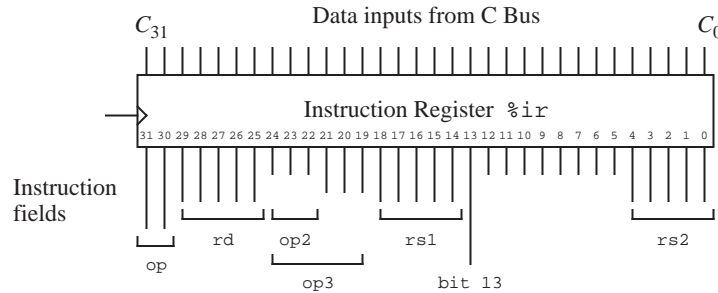 Data inputs from C Bus
C31 C0
Instruction Register %ir
31 30 29 28 27 26 25 24 23 22 21 20 19 18 17 16 15 14 13 12 11 10 9 8 7 6 5 4 3 2 1 0
Instruction
fields
rd op2 rs1 rs2
op op3 bit 13